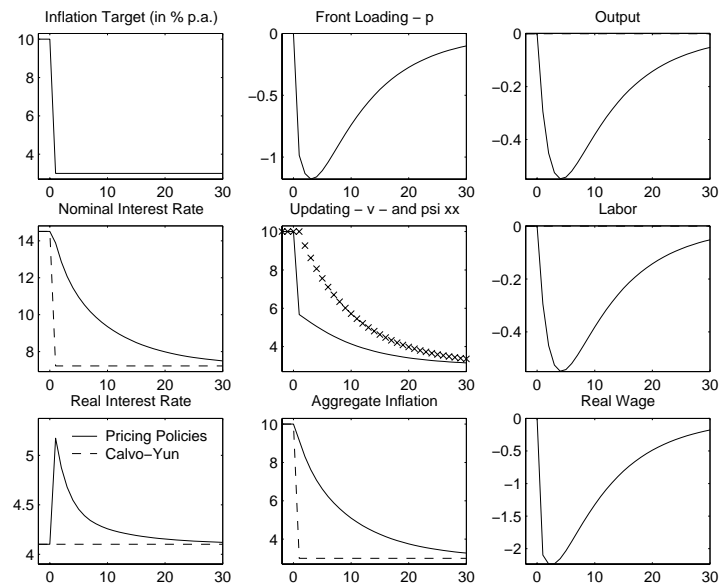 Inflation Target (in % p.a.)
10
8
6
4
0 10 20 30
Front Loading – p
0
−0.5
−1
0 10 20 30
Output
0
−0.2
−0.4
0 10 20 30
Nominal Interest Rate
14
12
10
8
0 10 20 30
Updating – v – and psi xx
10
8
6
4
0 10 20 30
Labor
0
−0.2
−0.4
0 10 20 30
Real Interest Rate
5
4.5
4
0 10 20 30
Pricing Policies
Calvo–Yun
Aggregate Inflation
10
8
6
4
0 10 20 30
Real Wage
0
−0.5
−1
−1.5
−2
0 10 20 30